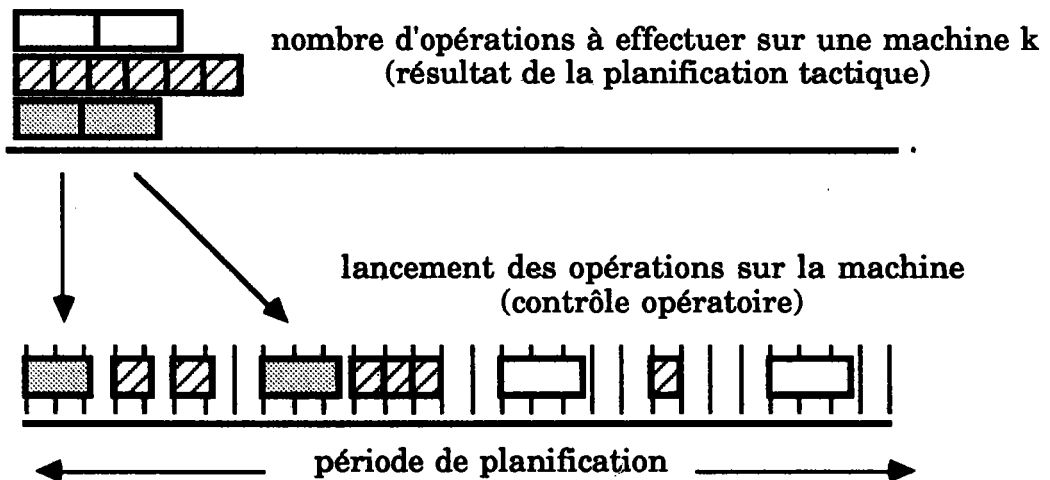 nombre d'opérations à effectuer sur une machine k
(résultat de la planification tactique)
lancement des opérations sur la machine
(contrôle opératoire)
période de planification